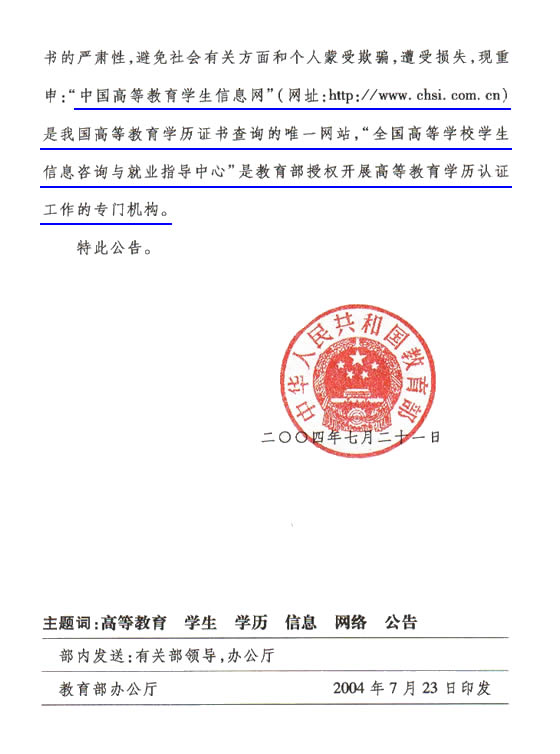 书的严肃性,避免社会有关方面和个人蒙受欺骗,遭受损失,现重
申:“中国高等教育学生信息网”(网址:http://www.chsi.com.cn)
是我国高等教育学历证书查询的唯一网站,“全国高等学校学生
信息咨询与就业指导中心”是教育部授权开展高等教育学历认证
工作的专门机构。
特此公告。
中华人民共和国教育部
二〇〇四年七月二十一日
主题词:高等教育 学生 学历 信息 网络 公告
部内发送:有关部领导,办公厅
教育部办公厅 2004年7月23日印发